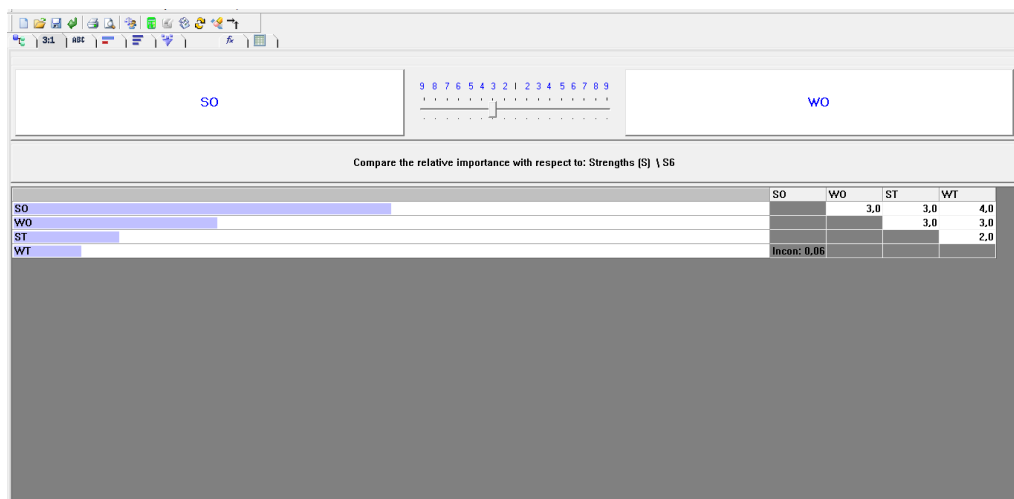 3:1 ABC fx
9 8 7 6 5 4 3 2 1 2 3 4 5 6 7 8 9
SO WO
Compare the relative importance with respect to: Strengths (S) \ S6
SO WO ST WT
SO 3,0 3,0 4,0
WO 3,0 3,0
ST 2,0
WT Incon: 0,06